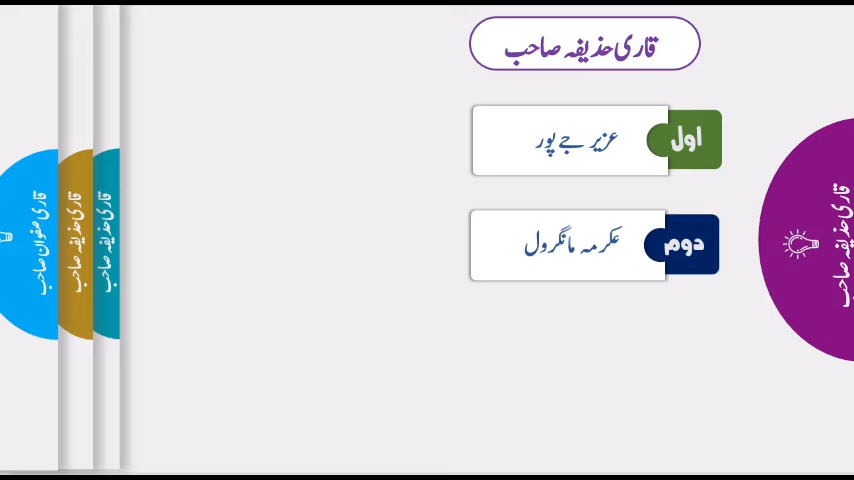 قاری حذیفہ صاحب
اول
عزیر جے پور
دوم
عکرمہ مانگرول
قاری حذیفہ صاحب
قاری حذیفہ صاحب
قاری حذیفہ صاحب
قاری صفوان صاحب